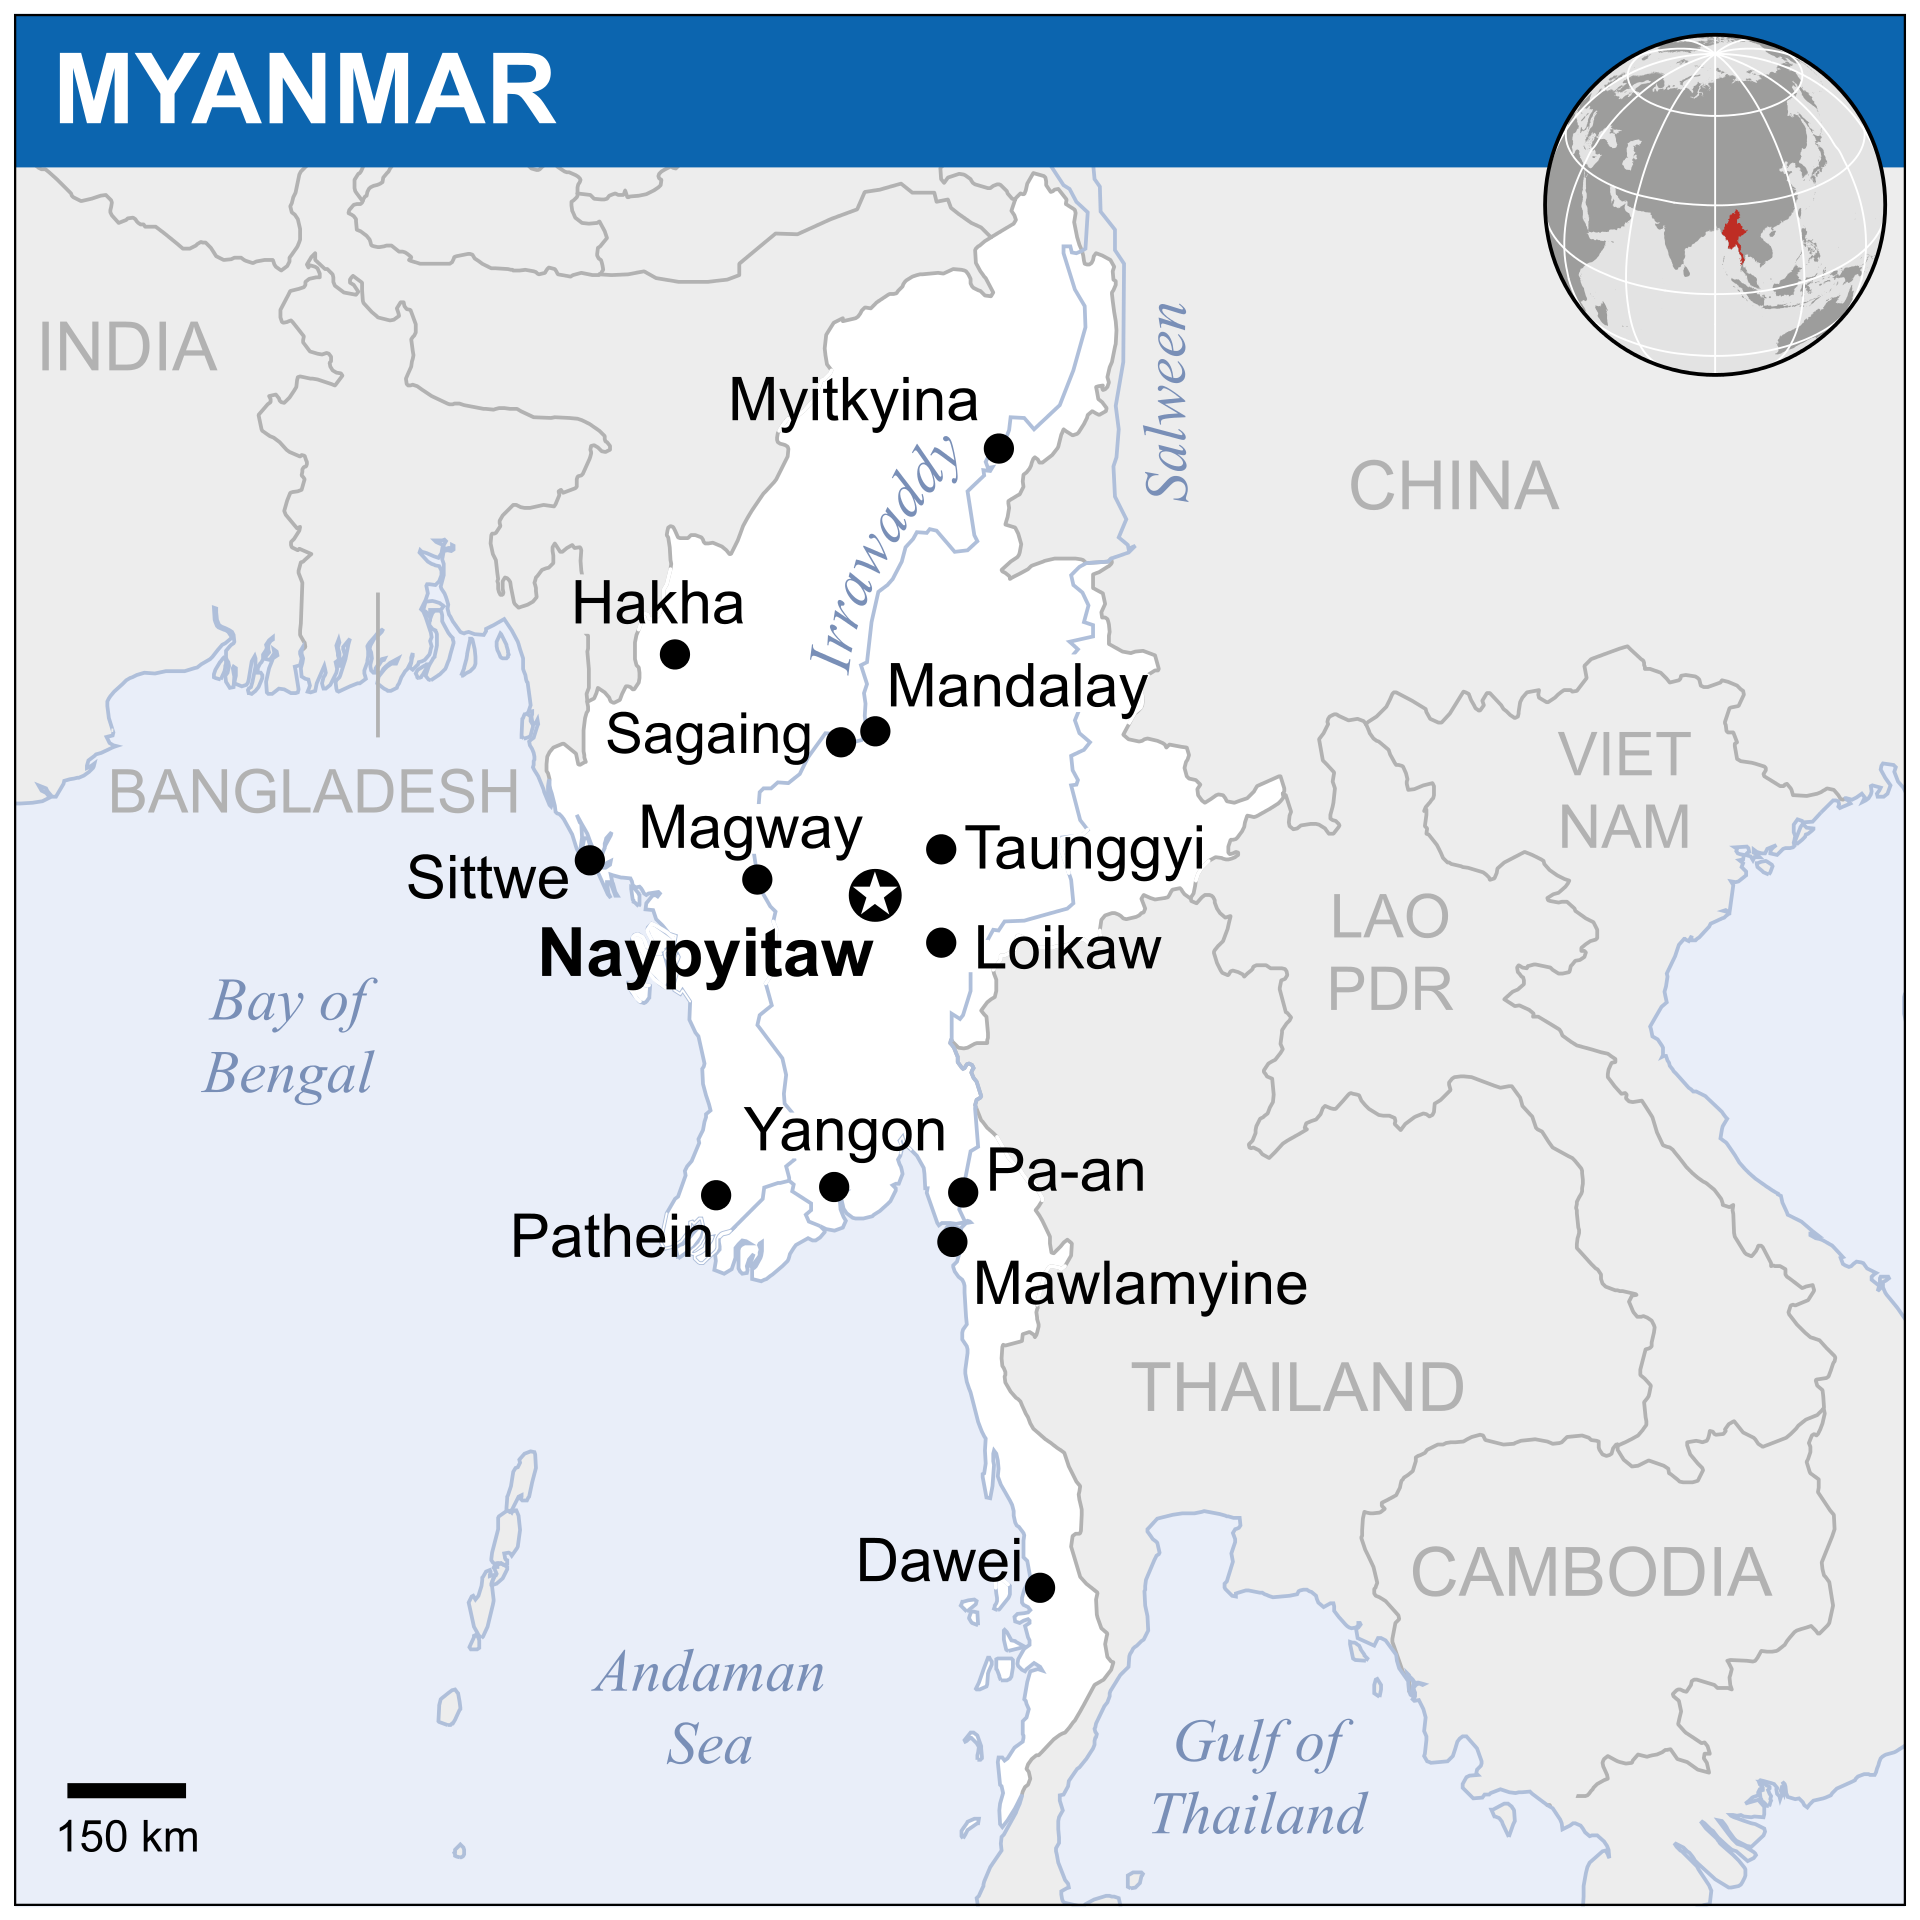 MYANMAR
INDIA
Salween
Myitkyina
CHINA
Irrawaddy
Hakha
Mandalay
Sagaing
VIET
NAM
BANGLADESH
Magway
Taunggyi
Sittwe
LAO
PDR
Naypyitaw
Loikaw
Bay of
Bengal
Yangon
Pa-an
Pathein
Mawlamyine
THAILAND
Dawei
CAMBODIA
Andaman
Sea
Gulf of
Thailand
150 km